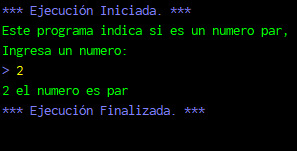 *** Ejecución Iniciada. ***
Este programa indica si es un numero par,
Ingresa un numero:
> 2
2 el numero es par
*** Ejecución Finalizada. ***